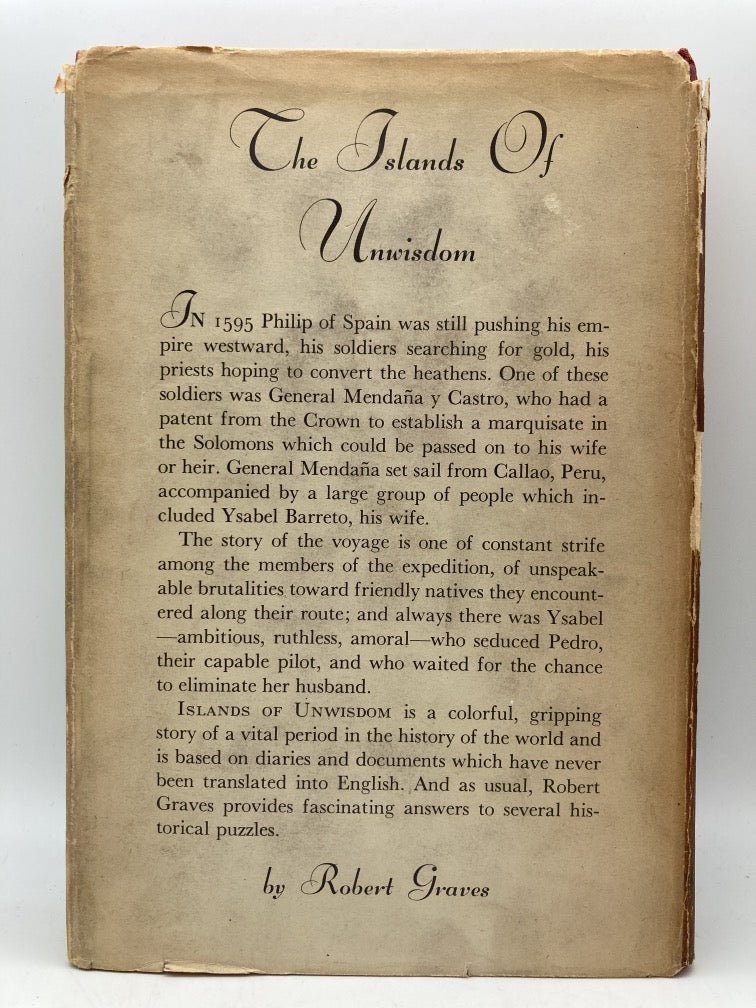 The Islands Of
Unwisdom
IN 1595 Philip of Spain was still pushing his em-
pire westward, his soldiers searching for gold, his
priests hoping to convert the heathens. One of these
soldiers was General Mendaña y Castro, who had a
patent from the Crown to establish a marquisate in
the Solomons which could be passed on to his wife
or heir. General Mendaña set sail from Callao, Peru,
accompanied by a large group of people which in-
cluded Ysabel Barreto, his wife.
The story of the voyage is one of constant strife
among the members of the expedition, of unspeak-
able brutalities toward friendly natives they encount-
ered along their route; and always there was Ysabel
—ambitious, ruthless, amoral—who seduced Pedro,
their capable pilot, and who waited for the chance
to eliminate her husband.
ISLANDS OF UNWISDOM is a colorful, gripping
story of a vital period in the history of the world and
is based on diaries and documents which have never
been translated into English. And as usual, Robert
Graves provides fascinating answers to several his-
torical puzzles.
by Robert Graves